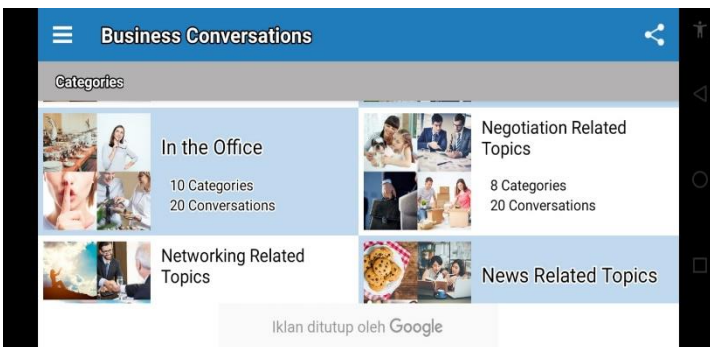 Business Conversations
Categories
In the Office
10 Categories
20 Conversations
Negotiation Related
Topics
8 Categories
20 Conversations
Networking Related
Topics
News Related Topics
Iklan ditutup oleh Google